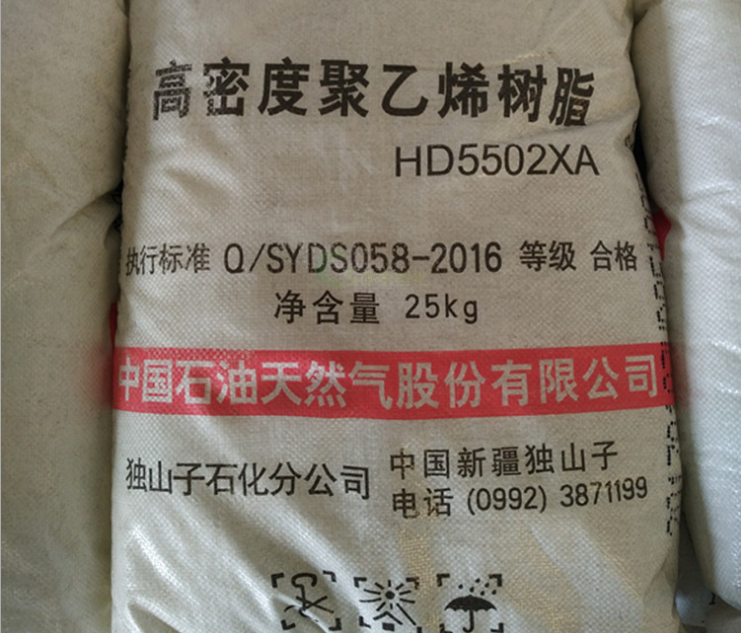 高密度聚乙烯树脂
HD5502XA
执行标准 Q/SYDS058-2016 等级 合格
净含量 25kg
中国石油天然气股份有限公司
独山子石化分公司
中国新疆独山子
电话 (0992) 3871199